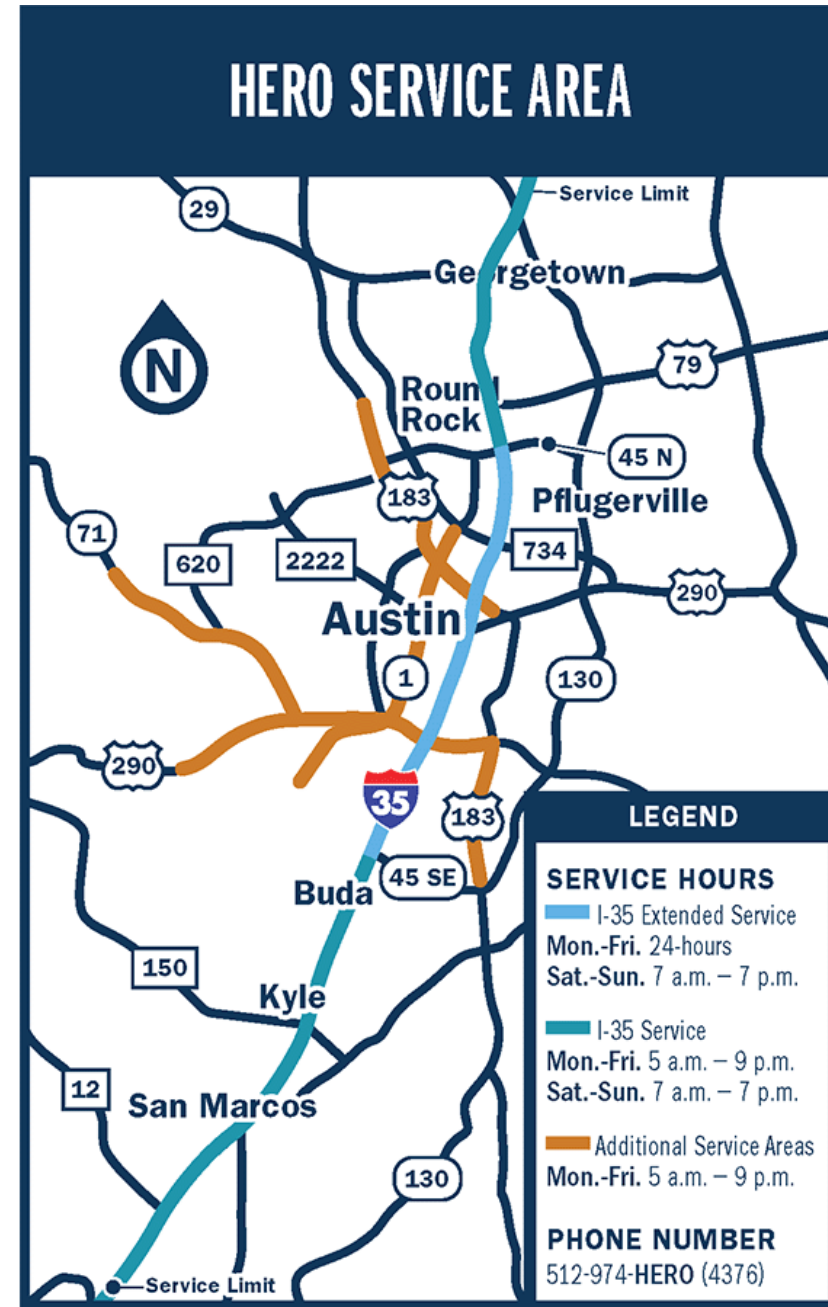 HERO SERVICE AREA
Service Limit
29
Georgetown
N
79
Round
Rock
45 N
183
Pflugerville
71
620
2222
734
290
Austin
1
130
290
35
183
45 SE
Buda
150
Kyle
12
San Marcos
130
Service Limit
LEGEND
SERVICE HOURS
I-35 Extended Service
Mon.-Fri. 24-hours
Sat.-Sun. 7 a.m. – 7 p.m.
I-35 Service
Mon.-Fri. 5 a.m. – 9 p.m.
Sat.-Sun. 7 a.m. – 7 p.m.
Additional Service Areas
Mon.-Fri. 5 a.m. – 9 p.m.
PHONE NUMBER
512-974-HERO (4376)